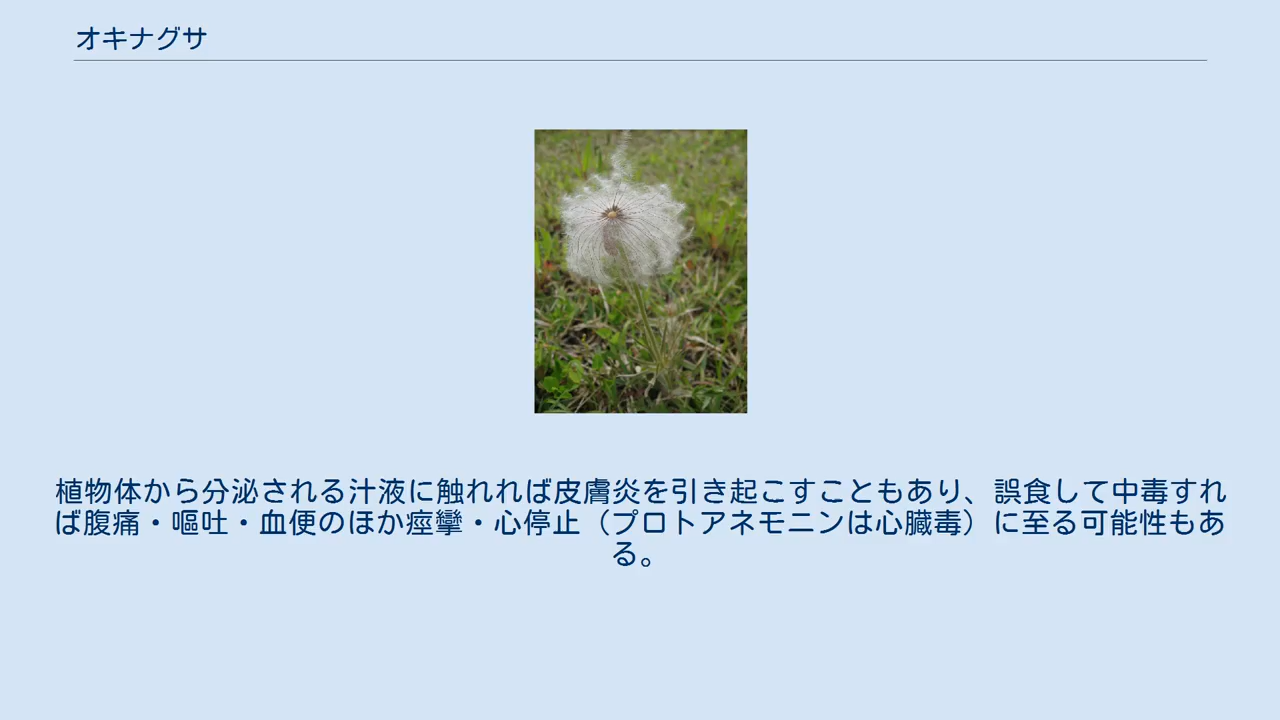 オキナグサ
植物体から分泌される汁液に触れれば皮膚炎を引き起こすこともあり、誤食して中毒すれ
ば腹痛・嘔吐・血便のほか痙攣・心停止（プロトアネモニンは心臓毒）に至る可能性もあ
る。